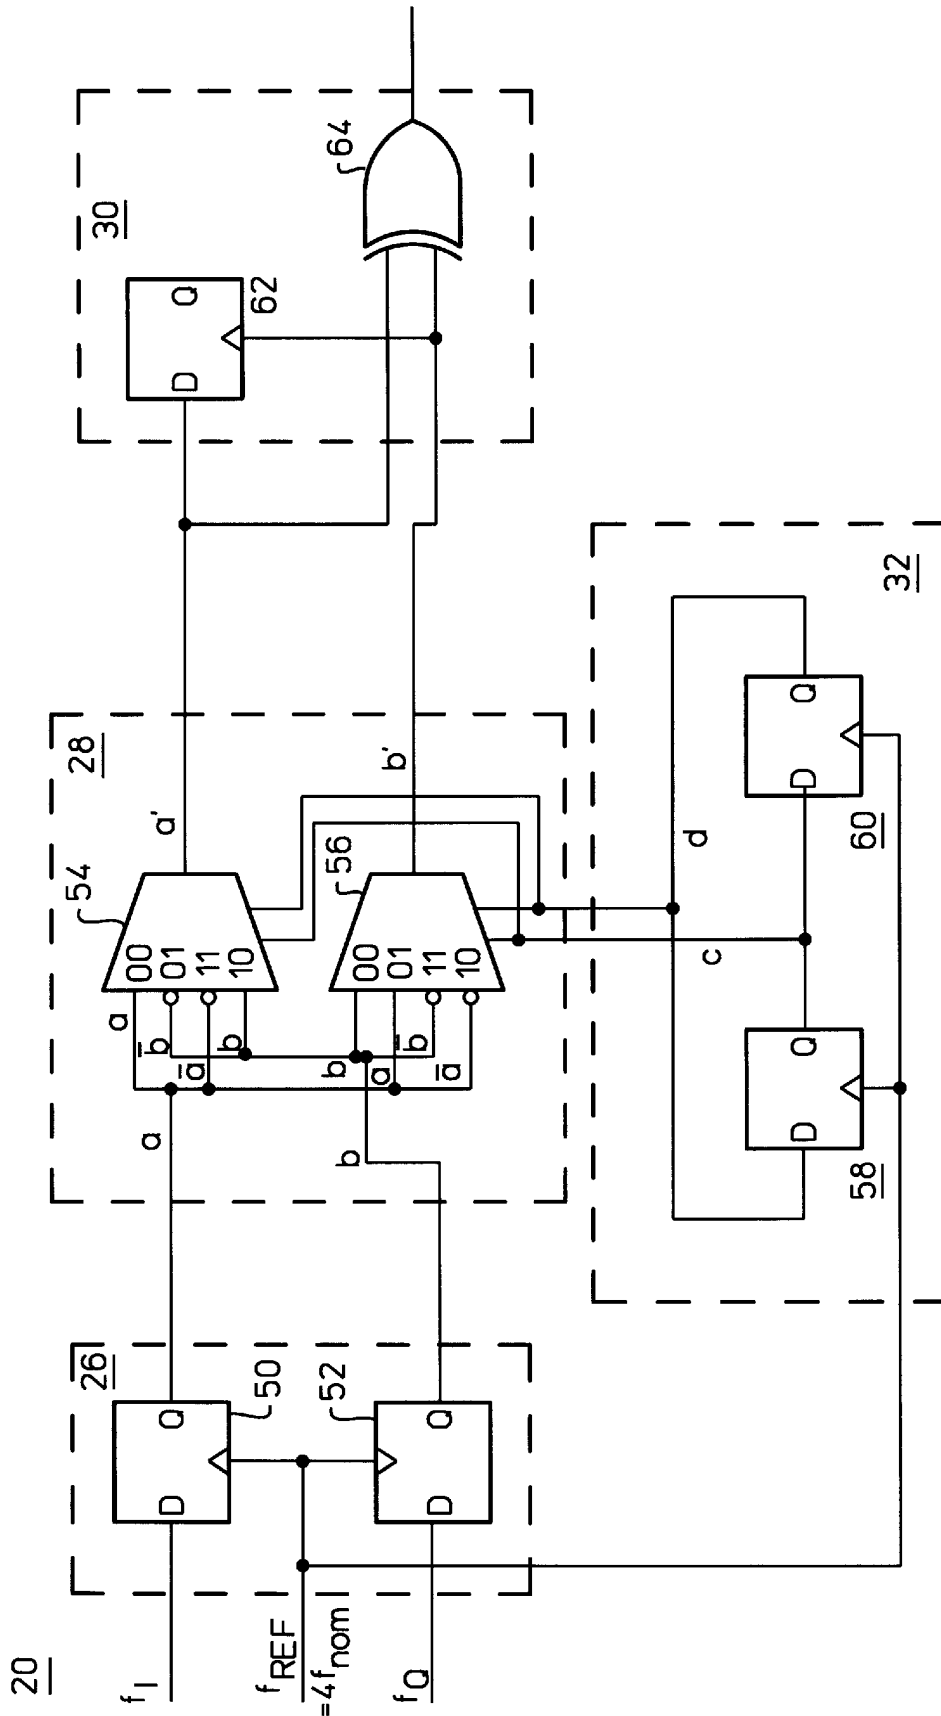 20
f_I
f_REF
=4f_nom
f_Q
26
D
Q
50
52
D
Q
28
a
b
a
b̄
ā
b
b
a
b̄
ā
00
01
11
10
54
a'
00
01
11
10
56
b'
30
D
Q
62
64
32
c
d
D
Q
58
D
Q
60